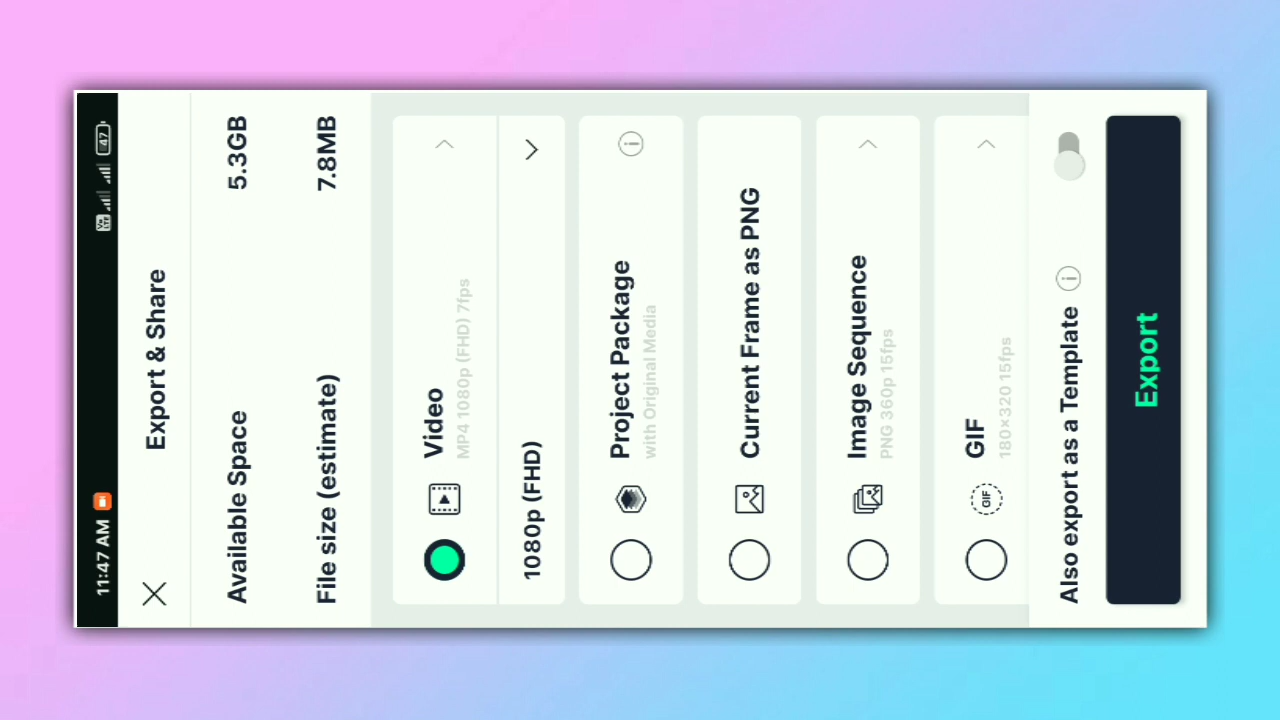 11:47 AM 47
Export & Share
Available Space 5.3GB
File size (estimate) 7.8MB
Video
MP4 1080p (FHD) 7fps
1080p (FHD)
Project Package
with Original Media
Current Frame as PNG
Image Sequence
PNG 360p 15fps
GIF
GIF
180×320 15fps
Also export as a Template
Export